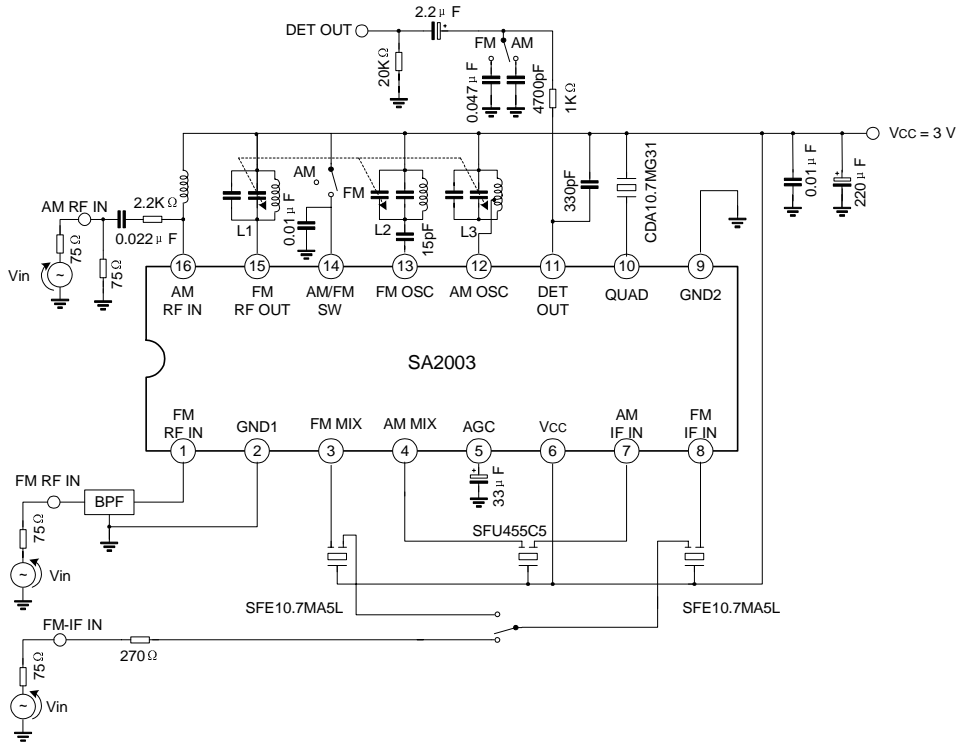 2.2μF
DET OUT
FM AM
20KΩ
0.047μF
4700pF
1KΩ
VCC = 3 V
AM
FM
330pF
CDA10.7MG31
0.01μF
220μF
AM RF IN
2.2KΩ
0.022μF
75Ω
75Ω
Vin
~
L1
0.01μF
L2
15pF
L3
16 15 14 13 12 11 10 9
AM RF IN
FM RF OUT
AM/FM SW
FM OSC
AM OSC
DET OUT
QUAD
GND2
SA2003
FM RF IN
GND1
FM MIX
AM MIX
AGC
VCC
AM IF IN
FM IF IN
1 2 3 4 5 6 7 8
33μF
FM RF IN
BPF
75Ω
~
Vin
SFU455C5
SFE10.7MA5L
SFE10.7MA5L
FM-IF IN
270Ω
75Ω
~
Vin